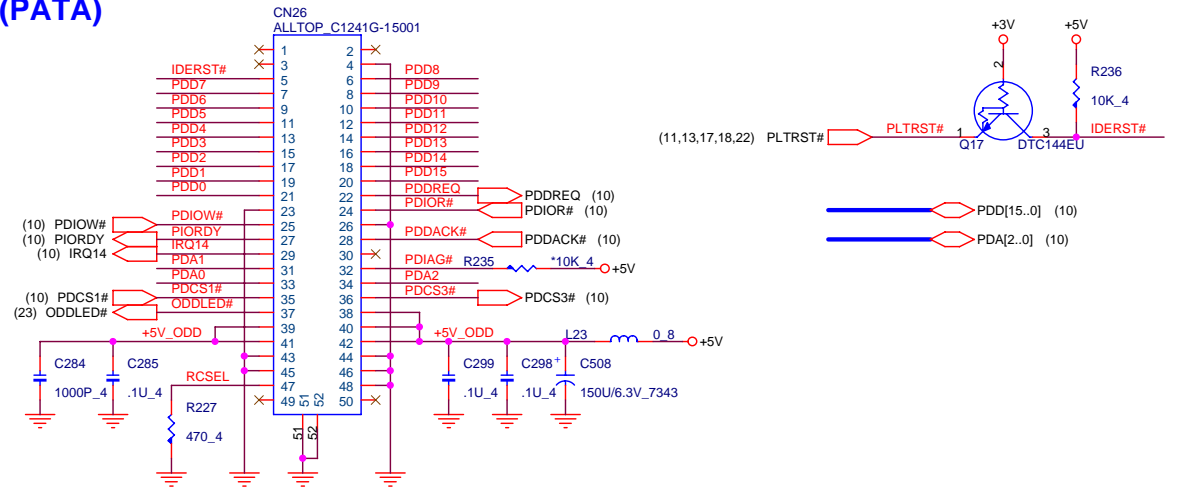 (PATA)
CN26
ALLTOP_C1241G-15001
1 2
3 4
IDERST# 5 6 PDD8
PDD7 7 8 PDD9
PDD6 9 10 PDD10
PDD5 11 12 PDD11
PDD4 13 14 PDD12
PDD3 15 16 PDD13
PDD2 17 18 PDD14
PDD1 19 20 PDD15
PDD0 21 22 PDDREQ PDDREQ (10)
23 24 PDIOR# PDIOR# (10)
(10) PDIOW# PDIOW# 25 26
(10) PIORDY PIORDY 27 28 PDDACK# PDDACK# (10)
(10) IRQ14 IRQ14 29 30
PDA1 31 32 PDIAG# R235 *10K_4 +5V
PDA0 33 34 PDA2
(10) PDCS1# PDCS1# 35 36 PDCS3# PDCS3# (10)
(23) ODDLED# ODDLED# 37 38
39 40
+5V_ODD 41 42 +5V_ODD L23 0_8 +5V
43 44
45 46
RCSEL 47 48
49 50
51 52
51 52
C284
1000P_4
C285
.1U_4
R227
470_4
C299
.1U_4
C298
.1U_4
+ C508
150U/6.3V_7343
+3V
+5V
2
R236
10K_4
(11,13,17,18,22) PLTRST# PLTRST# 1 3 IDERST#
Q17 DTC144EU
PDD[15..0] (10)
PDA[2..0] (10)